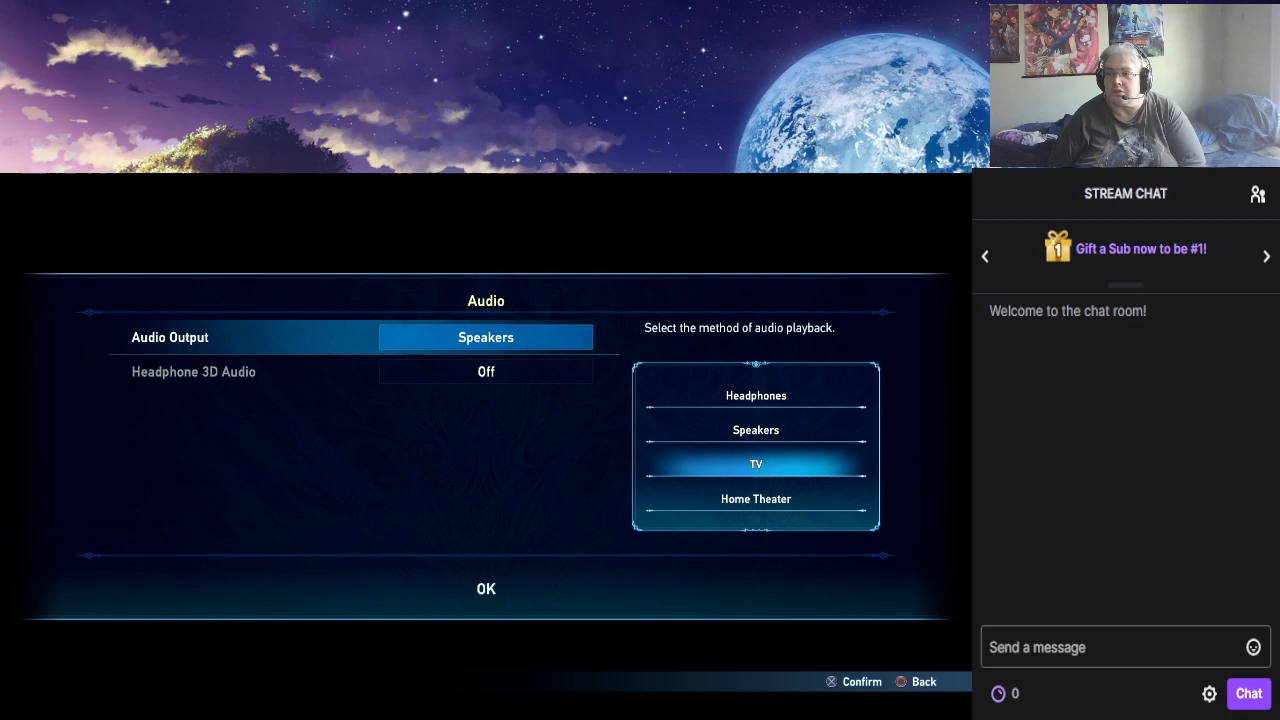 Audio
Audio Output
Speakers
Headphone 3D Audio
Off
Select the method of audio playback.
Headphones
Speakers
TV
Home Theater
OK
Confirm
Back
STREAM CHAT
1
Gift a Sub now to be #1!
Welcome to the chat room!
Send a message
0
Chat